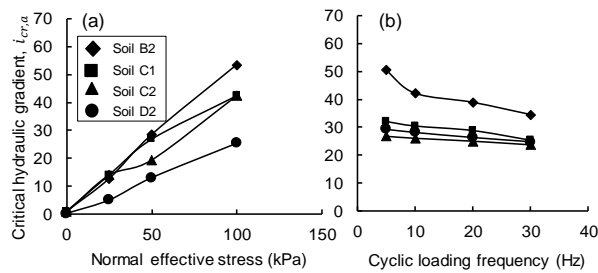 (a)
(b)
Critical hydraulic gradient, i_cr,a
70
60
50
40
30
20
10
0
Soil B2
Soil C1
Soil C2
Soil D2
0 50 100 150
Normal effective stress (kPa)
70
60
50
40
30
20
10
0
0 10 20 30 40
Cyclic loading frequency (Hz)